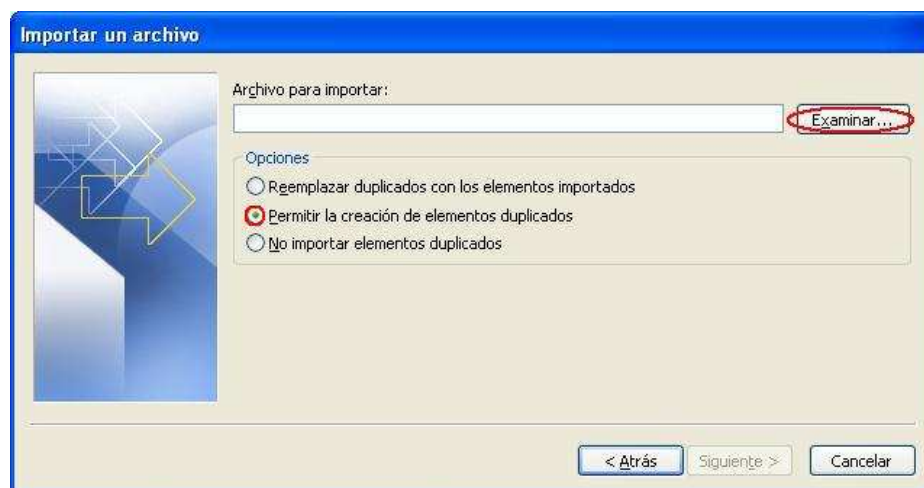 Importar un archivo
Archivo para importar:
Examinar...
Opciones
Reemplazar duplicados con los elementos importados
Permitir la creación de elementos duplicados
No importar elementos duplicados
< Atrás Siguiente > Cancelar